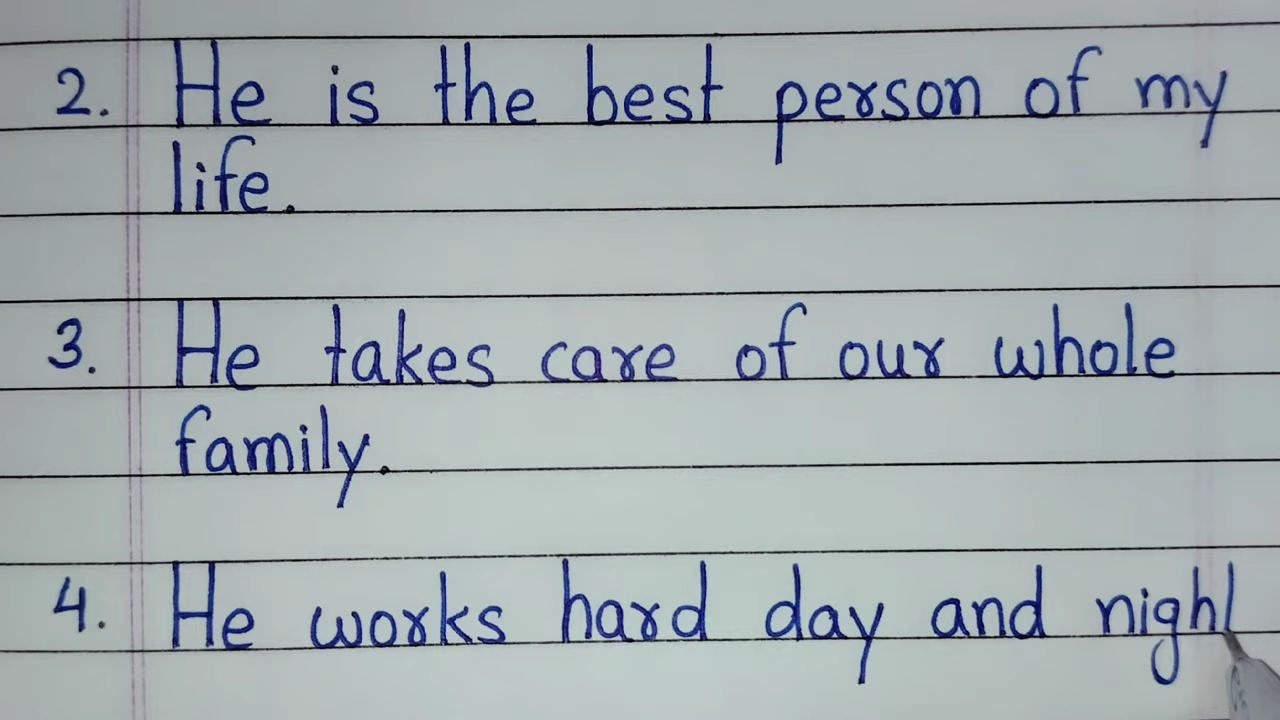 2. He is the best person of my
life.
3. He takes care of our whole
family.
4. He works hard day and nigh